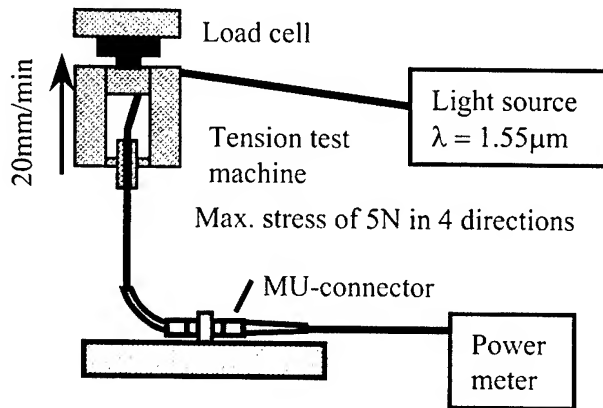 Load cell
20mm/min
Light source
λ = 1.55μm
Tension test
machine
Max. stress of 5N in 4 directions
MU-connector
Power
meter